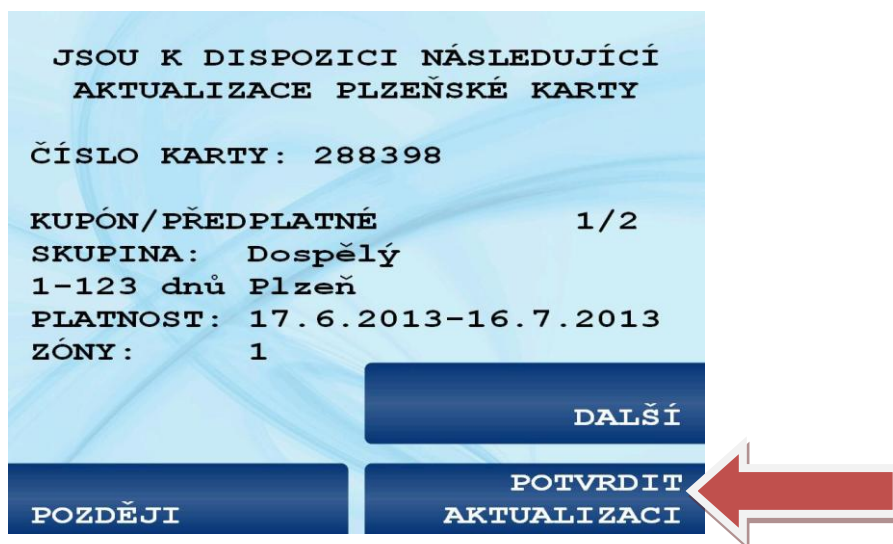 JSOU K DISPOZICI NÁSLEDUJÍCÍ
AKTUALIZACE PLZEŇSKÉ KARTY
ČÍSLO KARTY: 288398
KUPÓN/PŘEDPLATNÉ 1/2
SKUPINA: Dospělý
1-123 dnů Plzeň
PLATNOST: 17.6.2013-16.7.2013
ZÓNY: 1
DALŠÍ
POZDĚJI
POTVRDIT
AKTUALIZACI